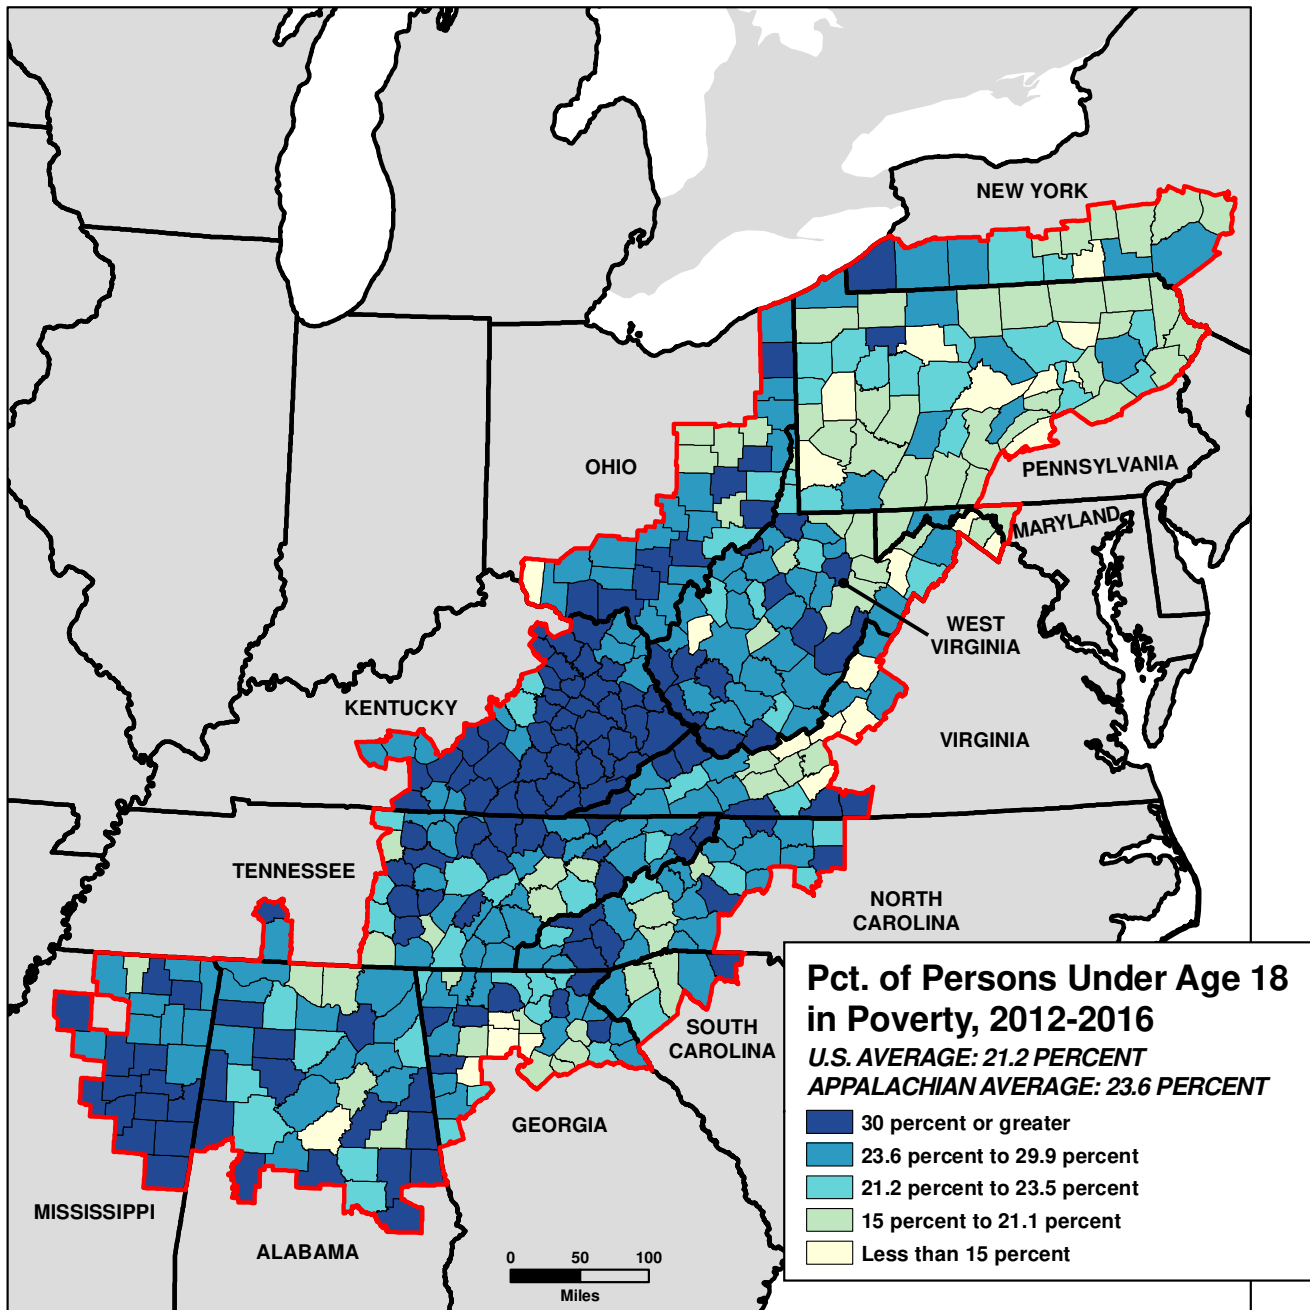 NEW YORK
OHIO
PENNSYLVANIA
MARYLAND
WEST
VIRGINIA
KENTUCKY
VIRGINIA
TENNESSEE
NORTH
CAROLINA
SOUTH
CAROLINA
GEORGIA
MISSISSIPPI
ALABAMA
0 50 100
Miles
Pct. of Persons Under Age 18
in Poverty, 2012-2016
U.S. AVERAGE: 21.2 PERCENT
APPALACHIAN AVERAGE: 23.6 PERCENT
30 percent or greater
23.6 percent to 29.9 percent
21.2 percent to 23.5 percent
15 percent to 21.1 percent
Less than 15 percent